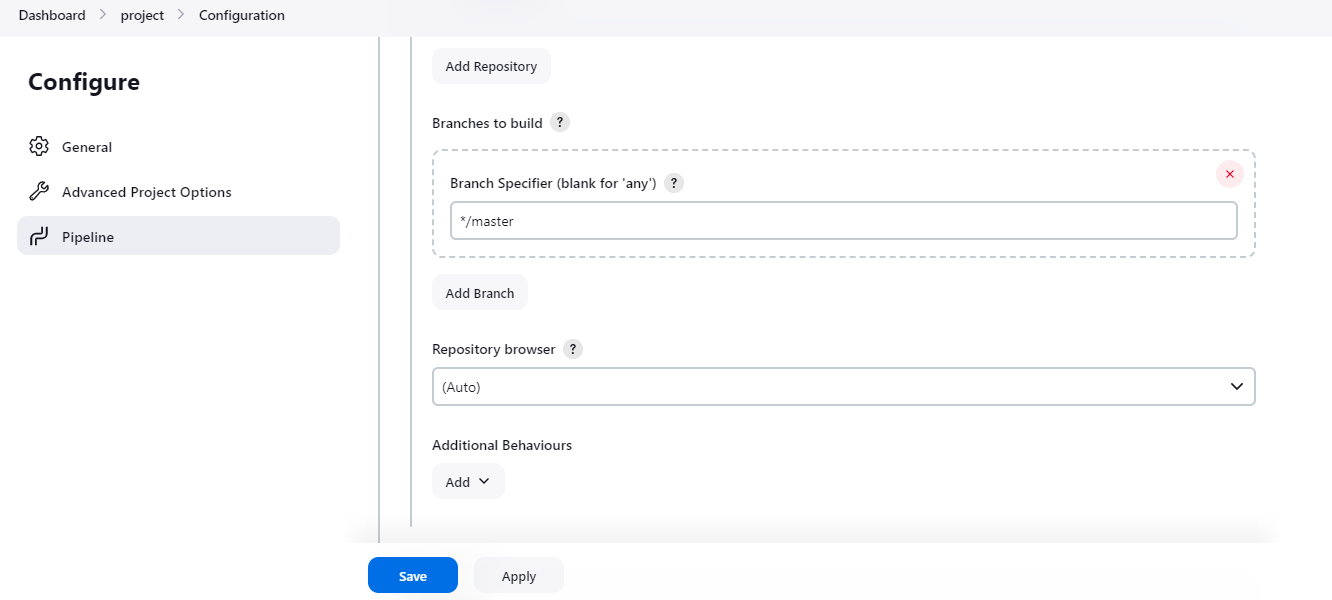 Dashboard > project > Configuration
Configure
General
Advanced Project Options
Pipeline
Add Repository
Branches to build ?
Branch Specifier (blank for 'any') ?
*/master
Add Branch
Repository browser ?
(Auto)
Additional Behaviours
Add
Save Apply